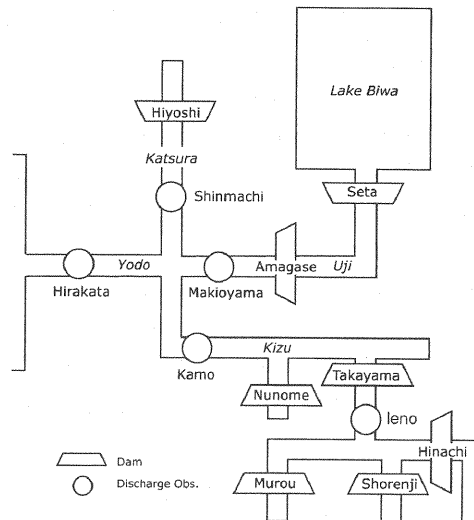 Lake Biwa
Hiyoshi
Katsura
Seta
Shinmachi
Yodo
Amagase
Uji
Hirakata
Makioyama
Kizu
Kamo
Takayama
Nunome
Ieno
Hinachi
Dam
Murou
Shorenji
Discharge Obs.